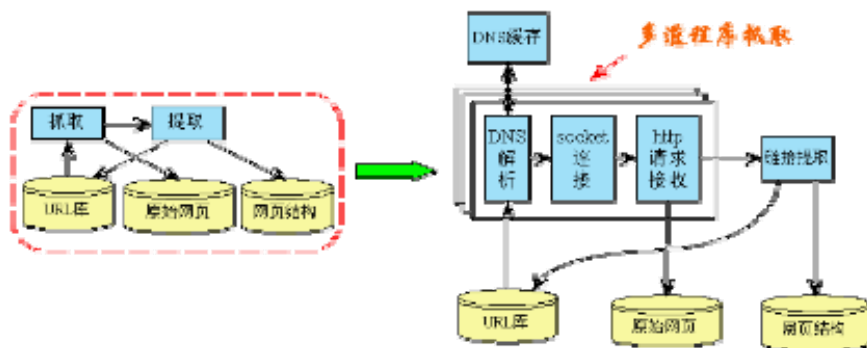 DNS缓存
多道程序抓取
抓取
提取
URL库
原始网页
网页结构
DNS
解析
socket
连
接
http
请求
接收
链接提取
URL库
原始网页
网页结构